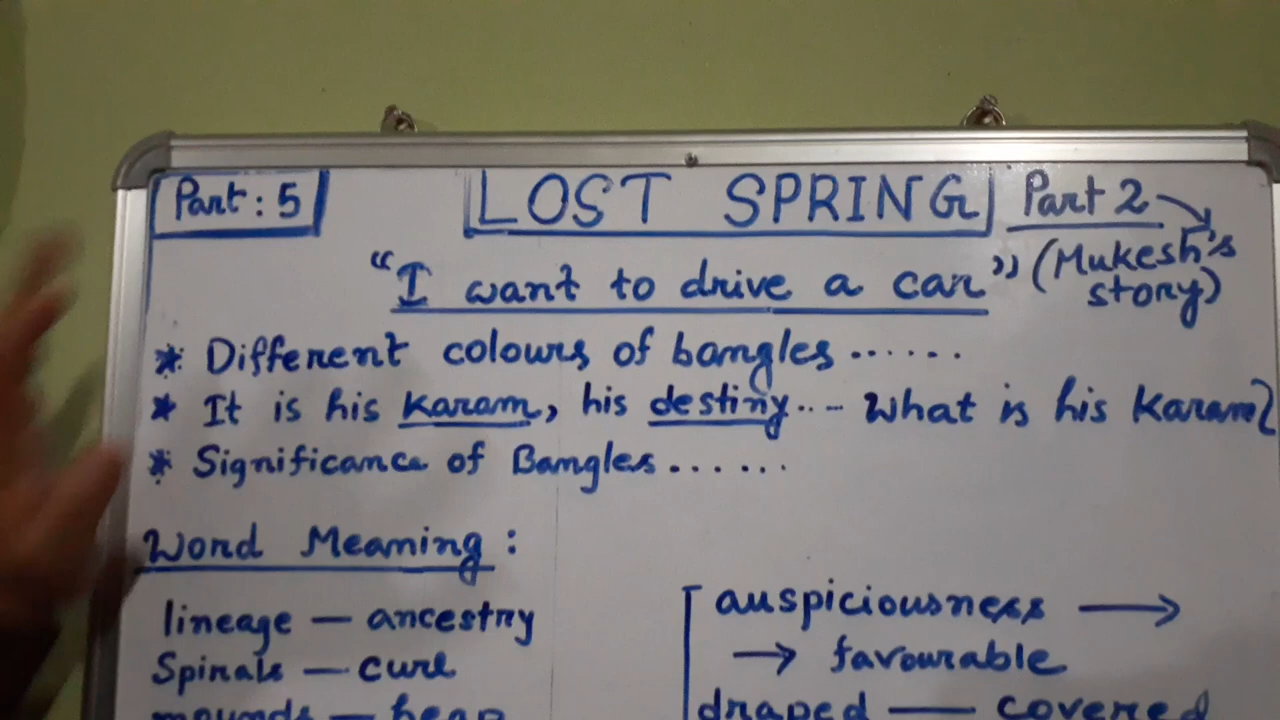 Part : 5
LOST SPRING Part 2
(Mukesh's story)
"I want to drive a car"
* Different colours of bangles ......
* It is his Karam, his destiny.... What is his Karam?
* Significance of Bangles ......
Word Meaning :
lineage — ancestry
Spirals — curl
mounds — heap
auspiciousness →
→ favourable
draped — covered